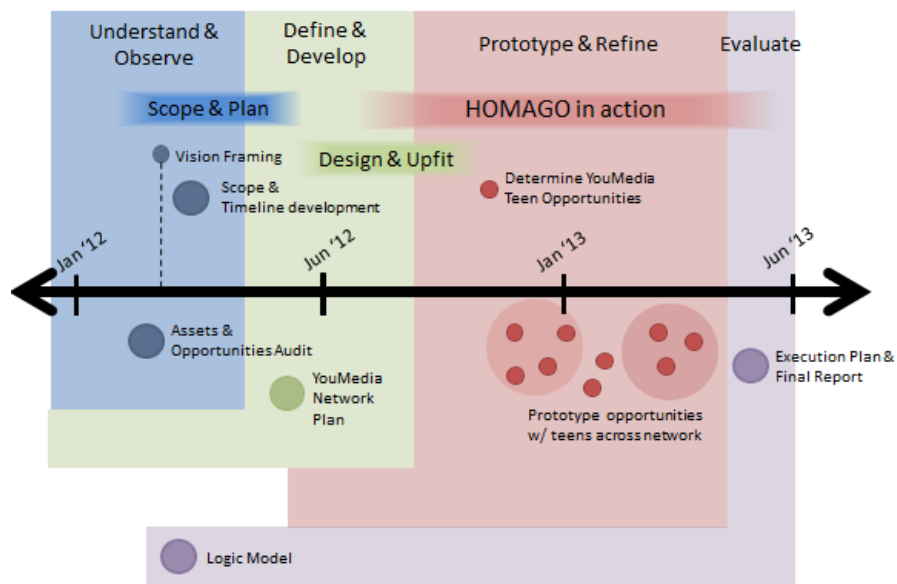 Understand &
Observe
Define &
Develop
Prototype & Refine
Evaluate
Scope & Plan
HOMAGO in action
Design & Upfit
Vision Framing
Scope &
Timeline development
Determine YouMedia
Teen Opportunities
Jan ‘12
Jun ‘12
Jan ‘13
Jun ‘13
Assets &
Opportunities Audit
YouMedia
Network
Plan
Prototype opportunities
w/ teens across network
Execution Plan &
Final Report
Logic Model